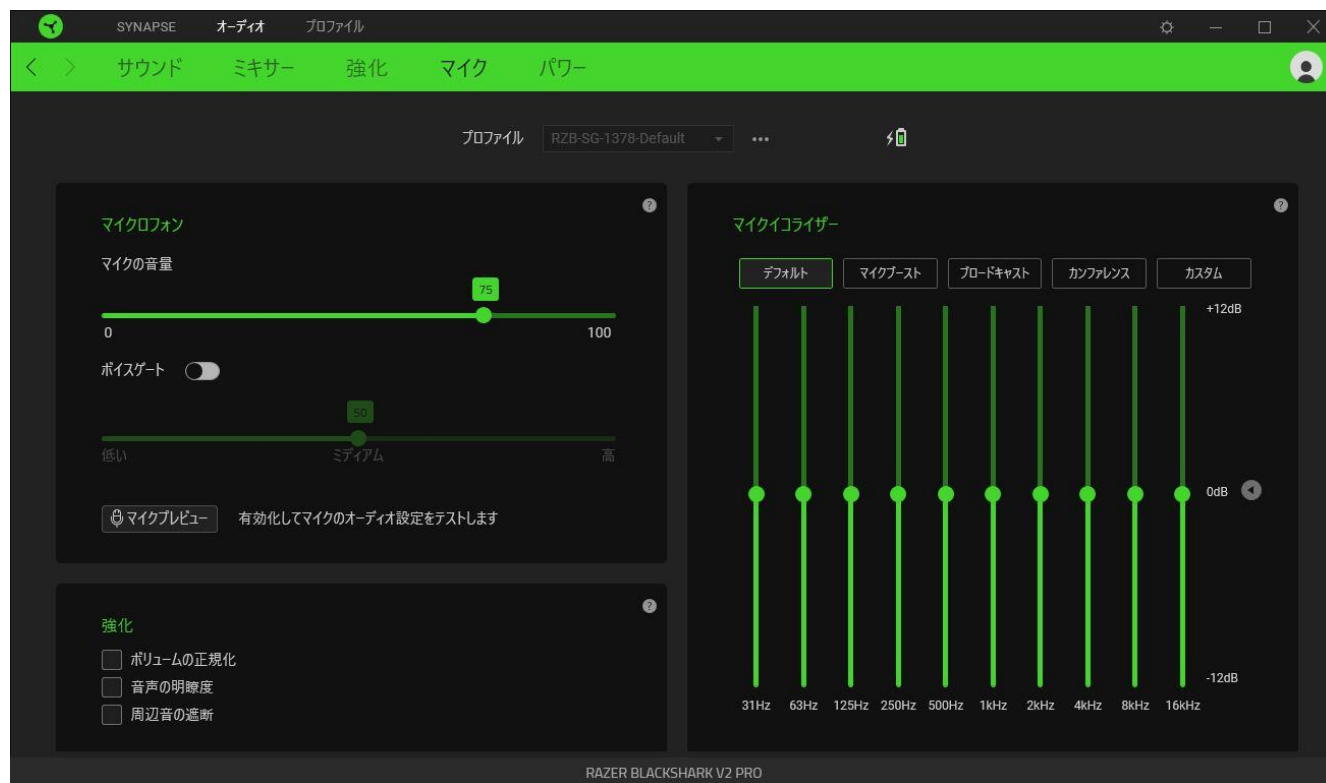 SYNAPSE オーディオ プロファイル
サウンド ミキサー 強化 マイク パワー
プロファイル RZB-SG-1378-Default
マイクロフォン
マイクの音量
75
0 100
ボイスゲート
50
低い ミディアム 高
マイクプレビュー 有効化してマイクのオーディオ設定をテストします
強化
ボリュームの正規化
音声の明瞭度
周辺音の遮断
マイクイコライザー
デフォルト マイクブースト ブロードキャスト カンファレンス カスタム
+12dB
0dB
-12dB
31Hz 63Hz 125Hz 250Hz 500Hz 1kHz 2kHz 4kHz 8kHz 16kHz
RAZER BLACKSHARK V2 PRO